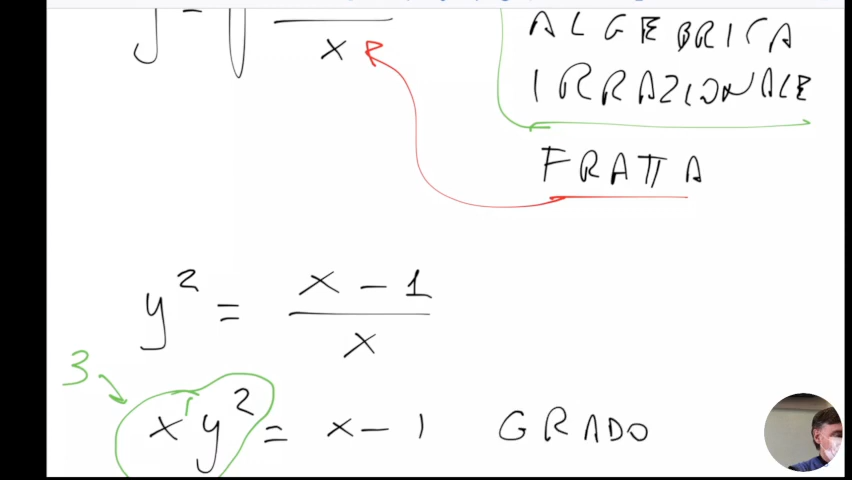 y = √ x
ALGEBRICA
IRRAZIONALE
FRATTA
y² = x - 1 / x
3
x¹y² = x - 1 GRADO